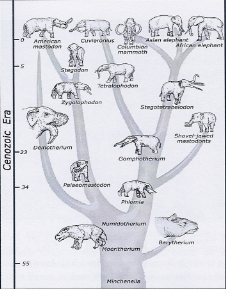 Cenozoic Era
0
5
23
34
55
American
mastodon
Cuvieronius
Columbian
mammoth
Asian elephant
African elephant
Stegodon
Tetralophodon
Zygolophodon
Stegotetrabelodon
Deinotherium
Shovel-jawed
mastodonts
Gomphotherium
Palaeomastodon
Phiomia
Numidotherium
Moeritherium
Barytherium
Minchenella